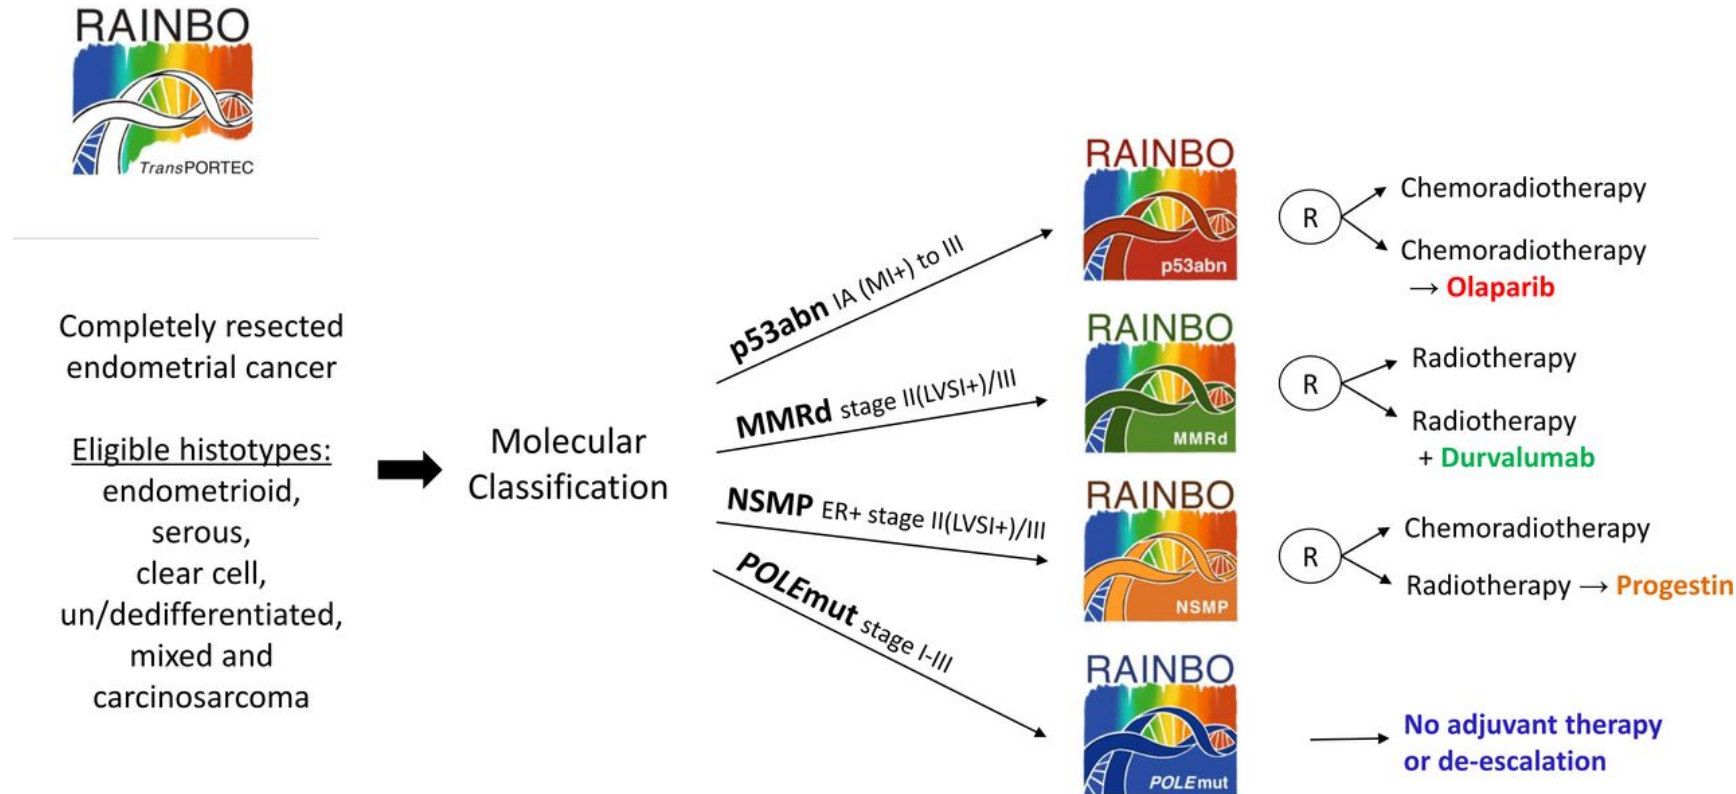 RAINBO
TransPORTEC
Completely resected
endometrial cancer
Eligible histotypes:
endometrioid,
serous,
clear cell,
un/dedifferentiated,
mixed and
carcinosarcoma
Molecular
Classification
p53abn IA (MI+) to III
MMRd stage II(LVSI+)/III
NSMP ER+ stage II(LVSI+)/III
POLEmut stage I-III
RAINBO
p53abn
R
Chemoradiotherapy
Chemoradiotherapy
→ Olaparib
RAINBO
MMRd
R
Radiotherapy
Radiotherapy
+ Durvalumab
RAINBO
NSMP
R
Chemoradiotherapy
Radiotherapy → Progestin
RAINBO
POLEmut
No adjuvant therapy
or de-escalation